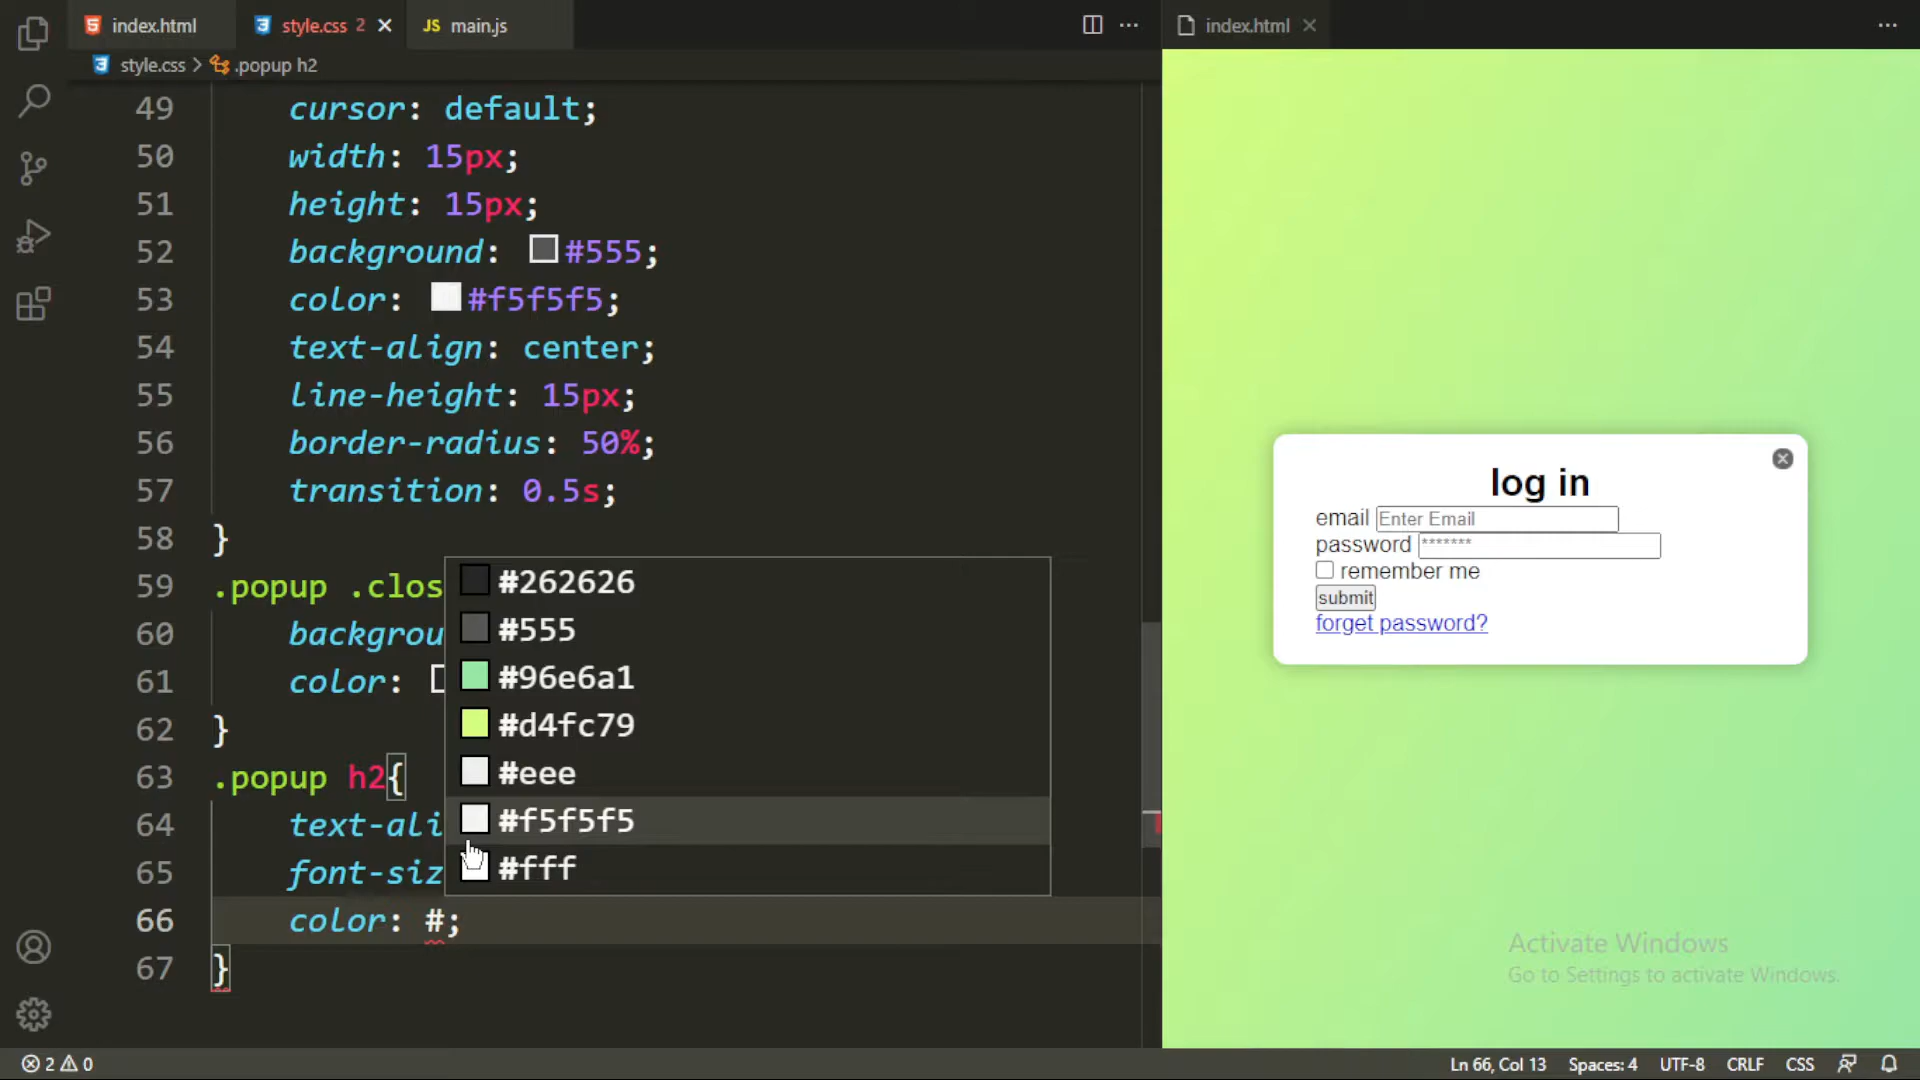 index.html
style.css 2
JS main.js
index.html
style.css > .popup h2
49 cursor: default;
50 width: 15px;
51 height: 15px;
52 background: #555;
53 color: #f5f5f5;
54 text-align: center;
55 line-height: 15px;
56 border-radius: 50%;
57 transition: 0.5s;
58 }
59 .popup .clos
60 backgrou
61 color:
62 }
63 .popup h2{
64 text-ali
65 font-siz
66 color: #;
67 }
#262626
#555
#96e6a1
#d4fc79
#eee
#f5f5f5
#fff
log in
email Enter Email
password *******
remember me
submit
forget password?
Activate Windows
Go to Settings to activate Windows.
2 0
Ln 66, Col 13 Spaces: 4 UTF-8 CRLF CSS